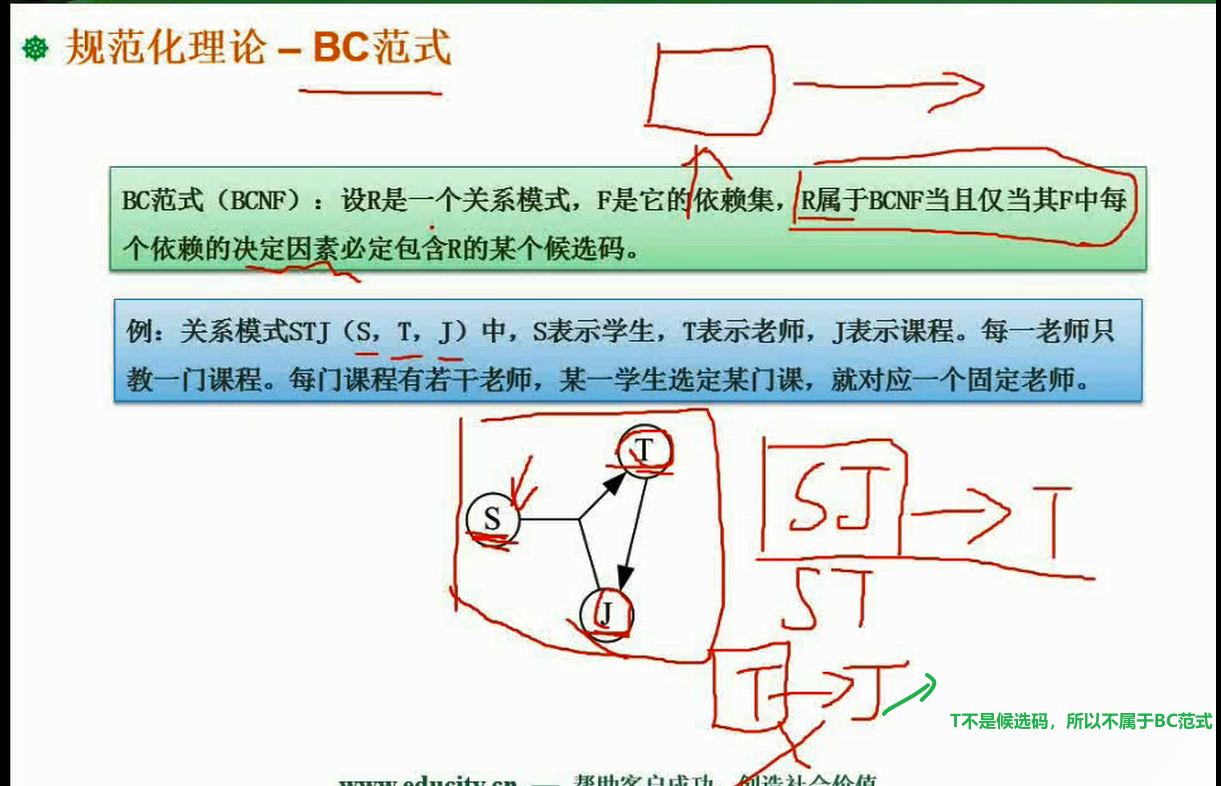 规范化理论 – BC范式
BC范式（BCNF）：设R是一个关系模式，F是它的依赖集，R属于BCNF当且仅当其F中每
个依赖的决定因素必定包含R的某个候选码。
例：关系模式STJ（S，T，J）中，S表示学生，T表示老师，J表示课程。每一老师只
教一门课程。每门课程有若干老师，某一学生选定某门课，就对应一个固定老师。
T
S
J
SJ → T
ST
T → J
T不是候选码，所以不属于BC范式
www.educity.cn — 帮助客户成功，创造社会价值